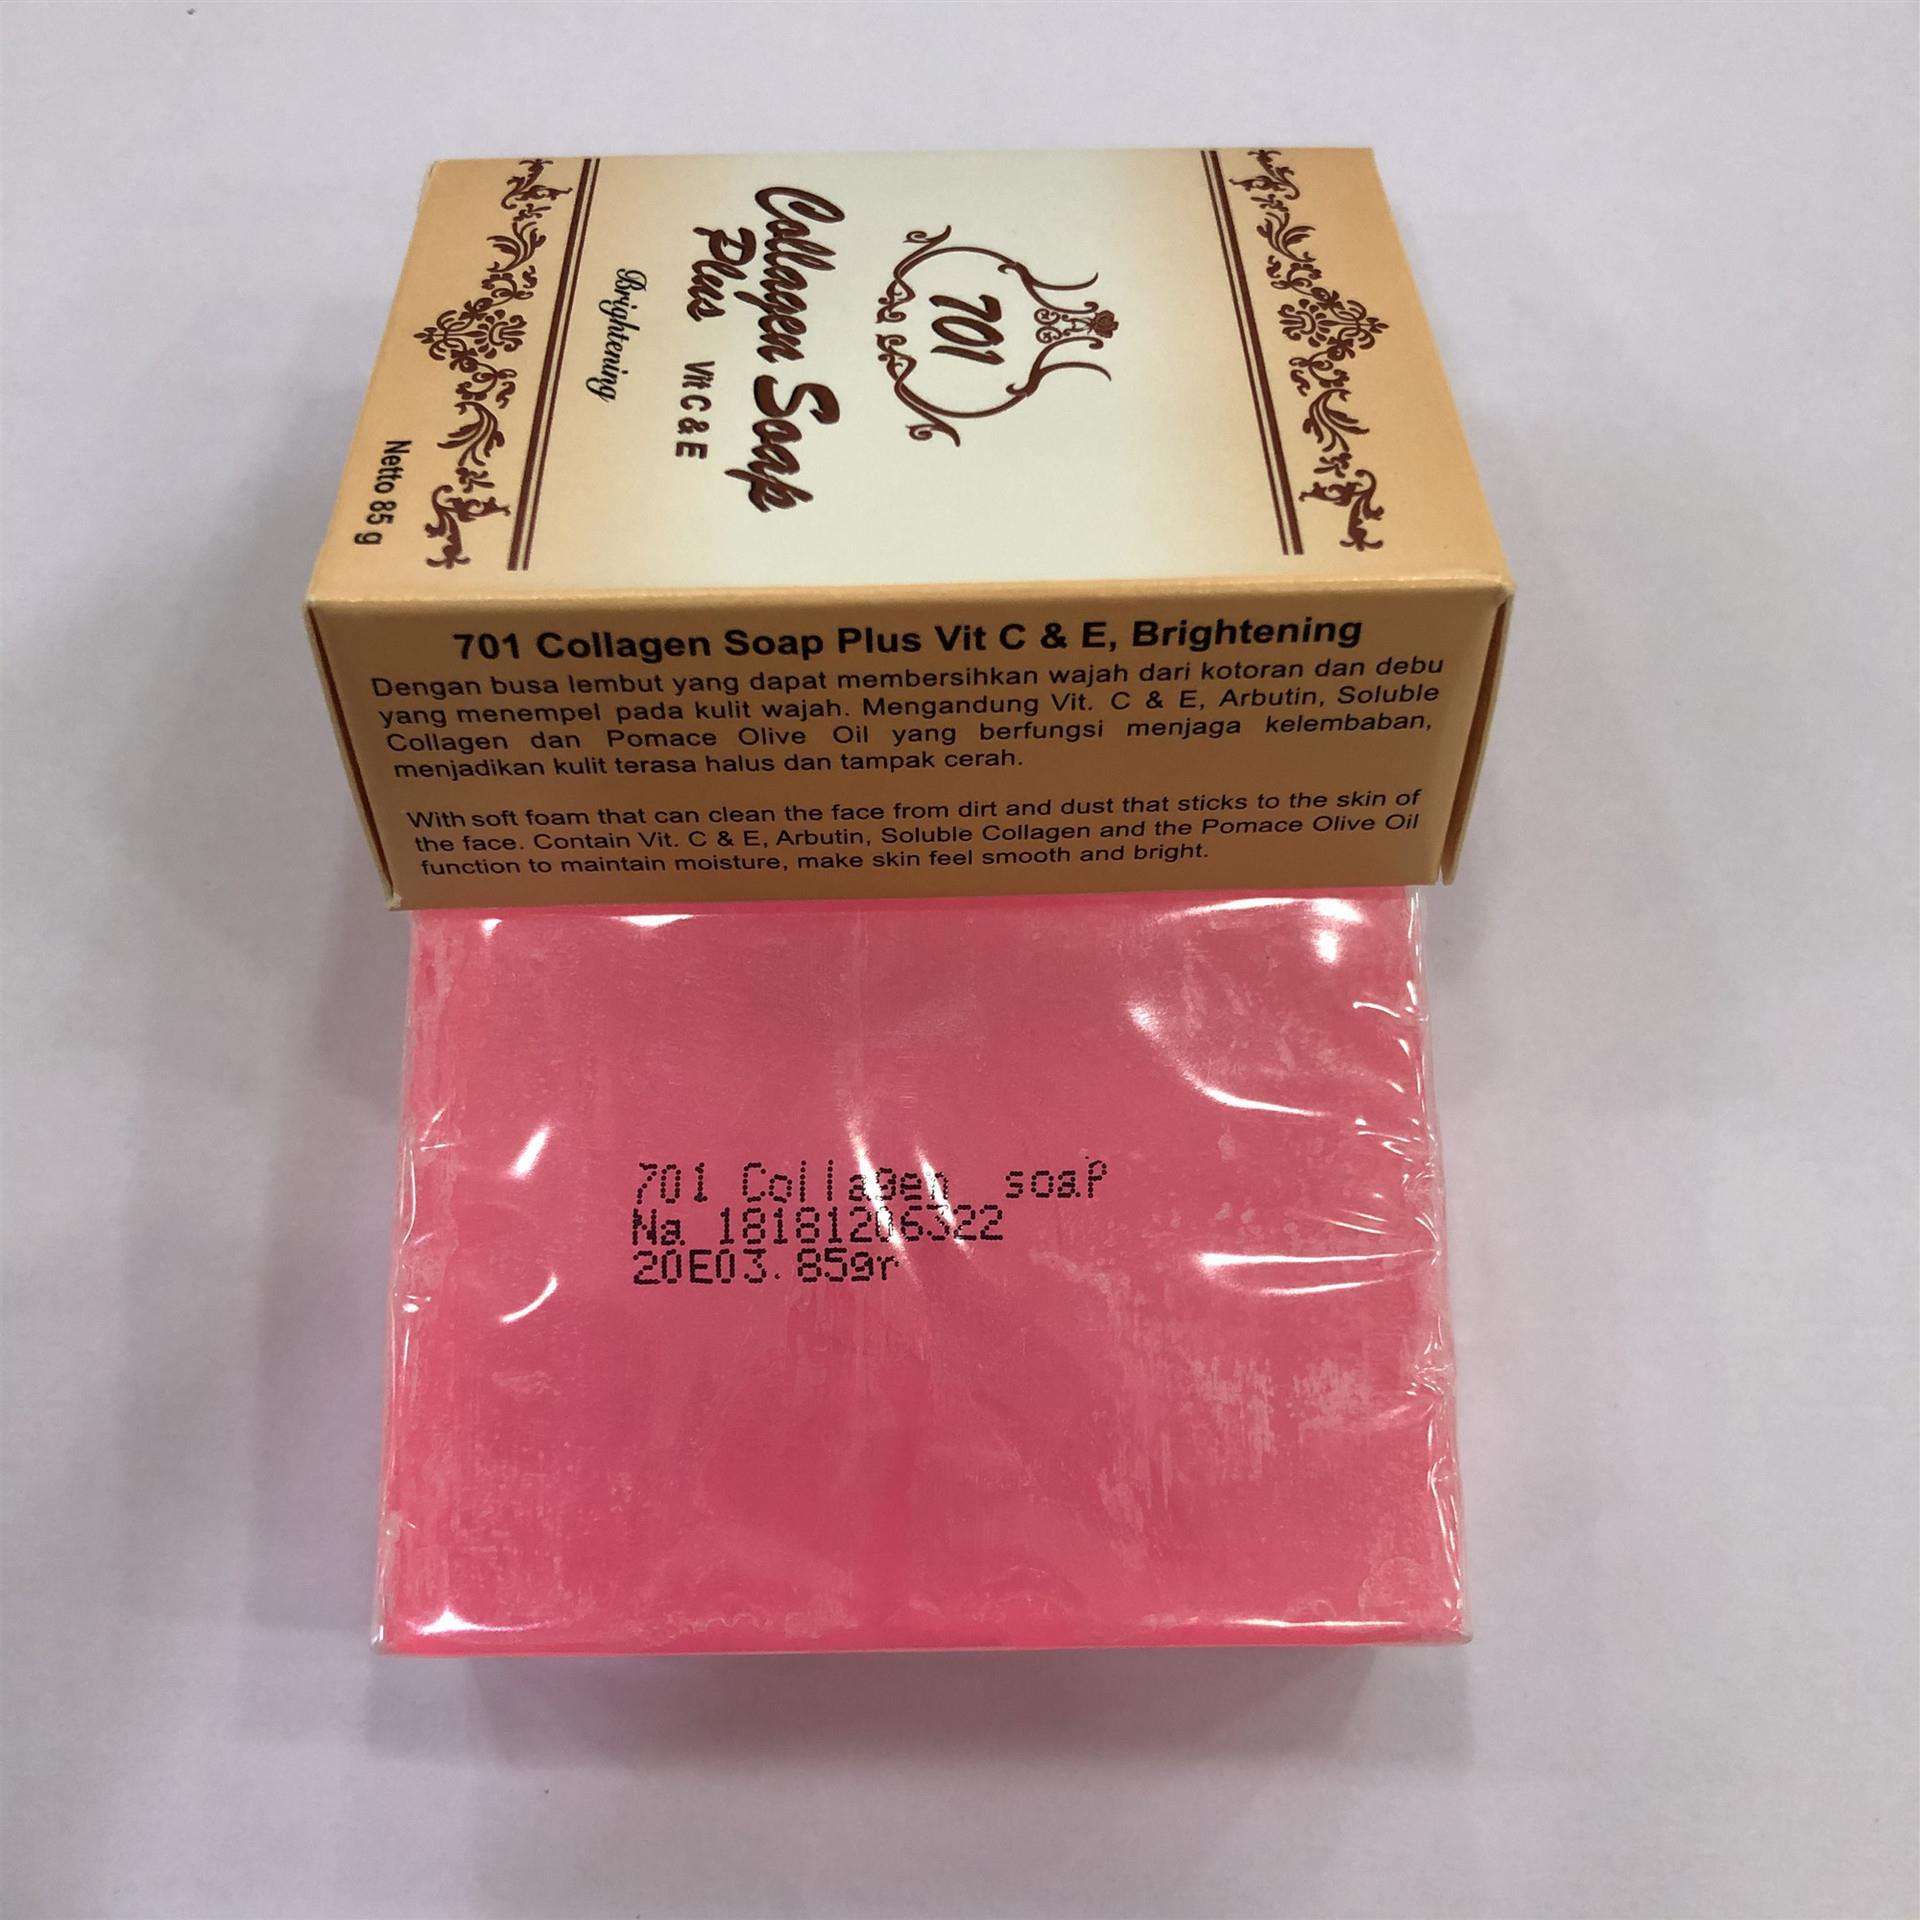 701
Collagen Soap
Plus Vit C & E
Brightening
Netto 85 g
701 Collagen Soap Plus Vit C & E, Brightening
Dengan busa lembut yang dapat membersihkan wajah dari kotoran dan debu
yang menempel pada kulit wajah. Mengandung Vit. C & E, Arbutin, Soluble
Collagen dan Pomace Olive Oil yang berfungsi menjaga kelembaban,
menjadikan kulit terasa halus dan tampak cerah.
With soft foam that can clean the face from dirt and dust that sticks to the skin of
the face. Contain Vit. C & E, Arbutin, Soluble Collagen and the Pomace Olive Oil
function to maintain moisture, make skin feel smooth and bright.
701 Collagen soap
Na 18181206322
20E03. 85gr